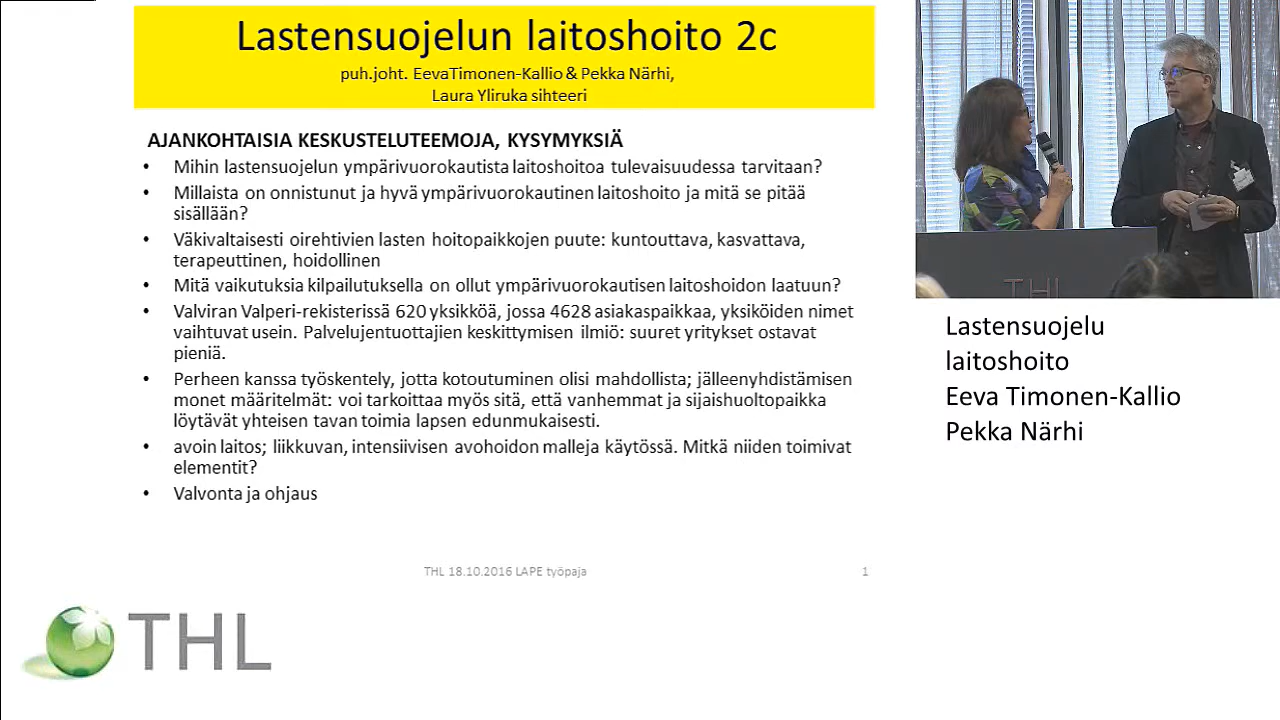 Lastensuojelun laitoshoito 2c
puh.joht. EevaTimonen-Kallio & Pekka Närhi,
Laura Yliruka sihteeri
AJANKOHTAISIA KESKUSTELUTEEMOJA, KYSYMYKSIÄ
• Mihin lastensuojelun ympärivuorokautista laitoshoitoa tulevaisuudessa tarvitaan?
• Millaista on onnistunut ja hyvä ympärivuorokautinen laitoshoito ja mitä se pitää
sisällään?
• Väkivaltaisesti oirehtivien lasten hoitopaikkojen puute: kuntouttava, kasvattava,
terapeuttinen, hoidollinen
• Mitä vaikutuksia kilpailutuksella on ollut ympärivuorokautisen laitoshoidon laatuun?
• Valviran Valperi-rekisterissä 620 yksikköä, jossa 4628 asiakaspaikkaa, yksiköiden nimet
vaihtuvat usein. Palvelujentuottajien keskittymisen ilmiö: suuret yritykset ostavat
pieniä.
• Perheen kanssa työskentely, jotta kotoutuminen olisi mahdollista; jälleenyhdistämisen
monet määritelmät: voi tarkoittaa myös sitä, että vanhemmat ja sijaishuoltopaikka
löytävät yhteisen tavan toimia lapsen edunmukaisesti.
• avoin laitos; liikkuvan, intensiivisen avohoidon malleja käytössä. Mitkä niiden toimivat
elementit?
• Valvonta ja ohjaus
THL 18.10.2016 LAPE työpaja
1
THL
THL
Lastensuojelu
laitoshoito
Eeva Timonen-Kallio
Pekka Närhi